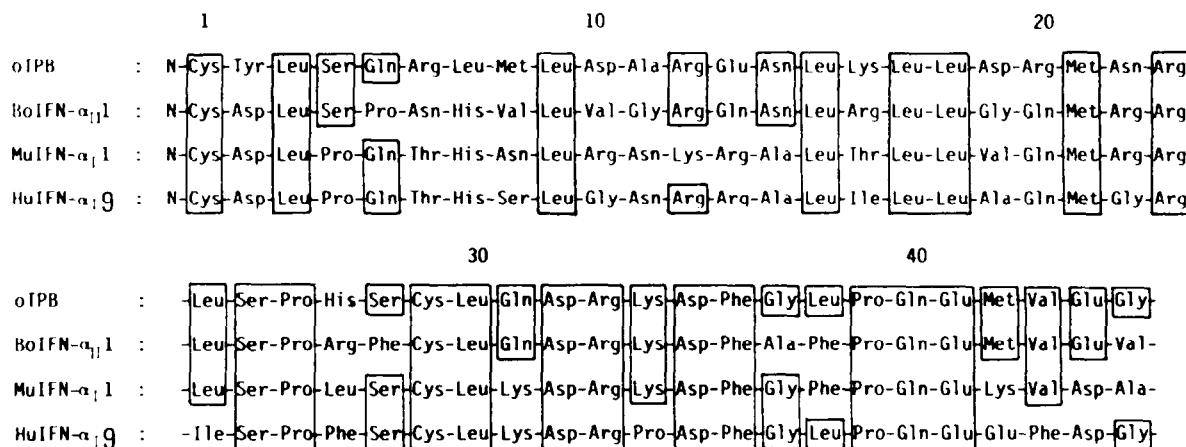 1 10 20
oTPB : N-Cys-Tyr-Leu-Ser-Gln-Arg-Leu-Met-Leu-Asp-Ala-Arg-Glu-Asn-Leu-Lys-Leu-Leu-Asp-Arg-Met-Asn-Arg
BoIFN-αII1 : N-Cys-Asp-Leu-Ser-Pro-Asn-His-Val-Leu-Val-Gly-Arg-Gln-Asn-Leu-Arg-Leu-Leu-Gly-Gln-Met-Arg-Arg
MuIFN-αI1 : N-Cys-Asp-Leu-Pro-Gln-Thr-His-Asn-Leu-Arg-Asn-Lys-Arg-Ala-Leu-Thr-Leu-Leu-Val-Gln-Met-Arg-Arg
HuIFN-αI9 : N-Cys-Asp-Leu-Pro-Gln-Thr-His-Ser-Leu-Gly-Asn-Arg-Arg-Ala-Leu-Ile-Leu-Leu-Ala-Gln-Met-Gly-Arg
30 40
oTPB : -Leu-Ser-Pro-His-Ser-Cys-Leu-Gln-Asp-Arg-Lys-Asp-Phe-Gly-Leu-Pro-Gln-Glu-Met-Val-Glu-Gly-
BoIFN-αII1 : -Leu-Ser-Pro-Arg-Phe-Cys-Leu-Gln-Asp-Arg-Lys-Asp-Phe-Ala-Phe-Pro-Gln-Glu-Met-Val-Glu-Val-
MuIFN-αI1 : -Leu-Ser-Pro-Leu-Ser-Cys-Leu-Lys-Asp-Arg-Lys-Asp-Phe-Gly-Phe-Pro-Gln-Glu-Lys-Val-Asp-Ala-
HuIFN-αI9 : -Ile-Ser-Pro-Phe-Ser-Cys-Leu-Lys-Asp-Arg-Pro-Asp-Phe-Gly-Leu-Pro-Gln-Glu-Glu-Phe-Asp-Gly-